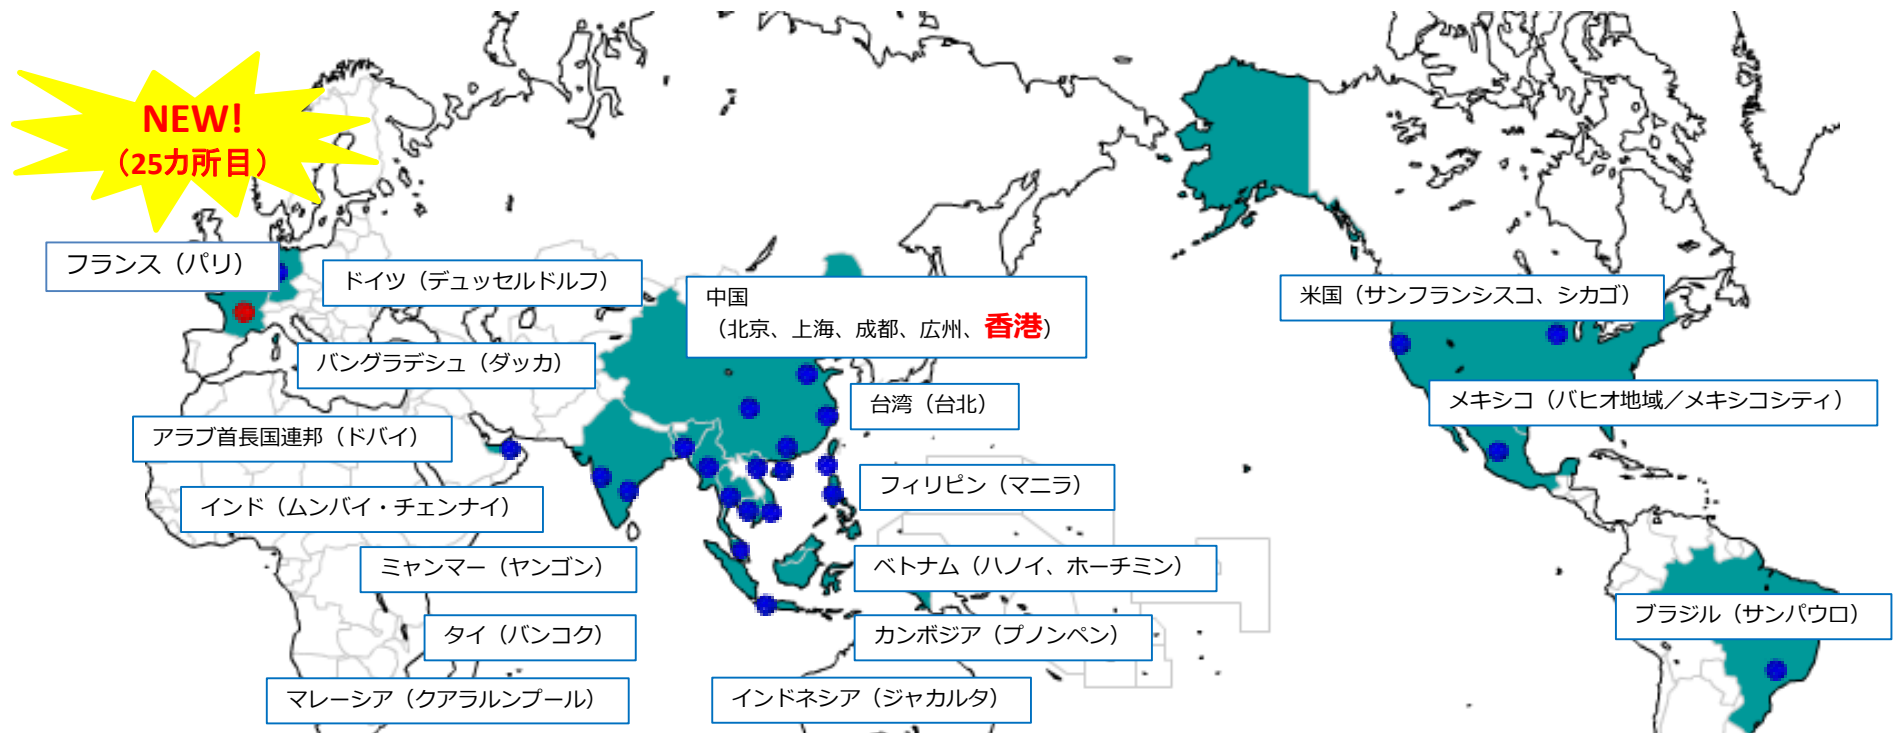 NEW!
（25カ所目）
フランス（パリ）
ドイツ（デュッセルドルフ）
中国
（北京、上海、成都、広州、香港）
米国（サンフランシスコ、シカゴ）
バングラデシュ（ダッカ）
台湾（台北）
メキシコ（バヒオ地域／メキシコシティ）
アラブ首長国連邦（ドバイ）
フィリピン（マニラ）
インド（ムンバイ・チェンナイ）
ミャンマー（ヤンゴン）
ベトナム（ハノイ、ホーチミン）
ブラジル（サンパウロ）
タイ（バンコク）
カンボジア（プノンペン）
マレーシア（クアラルンプール）
インドネシア（ジャカルタ）